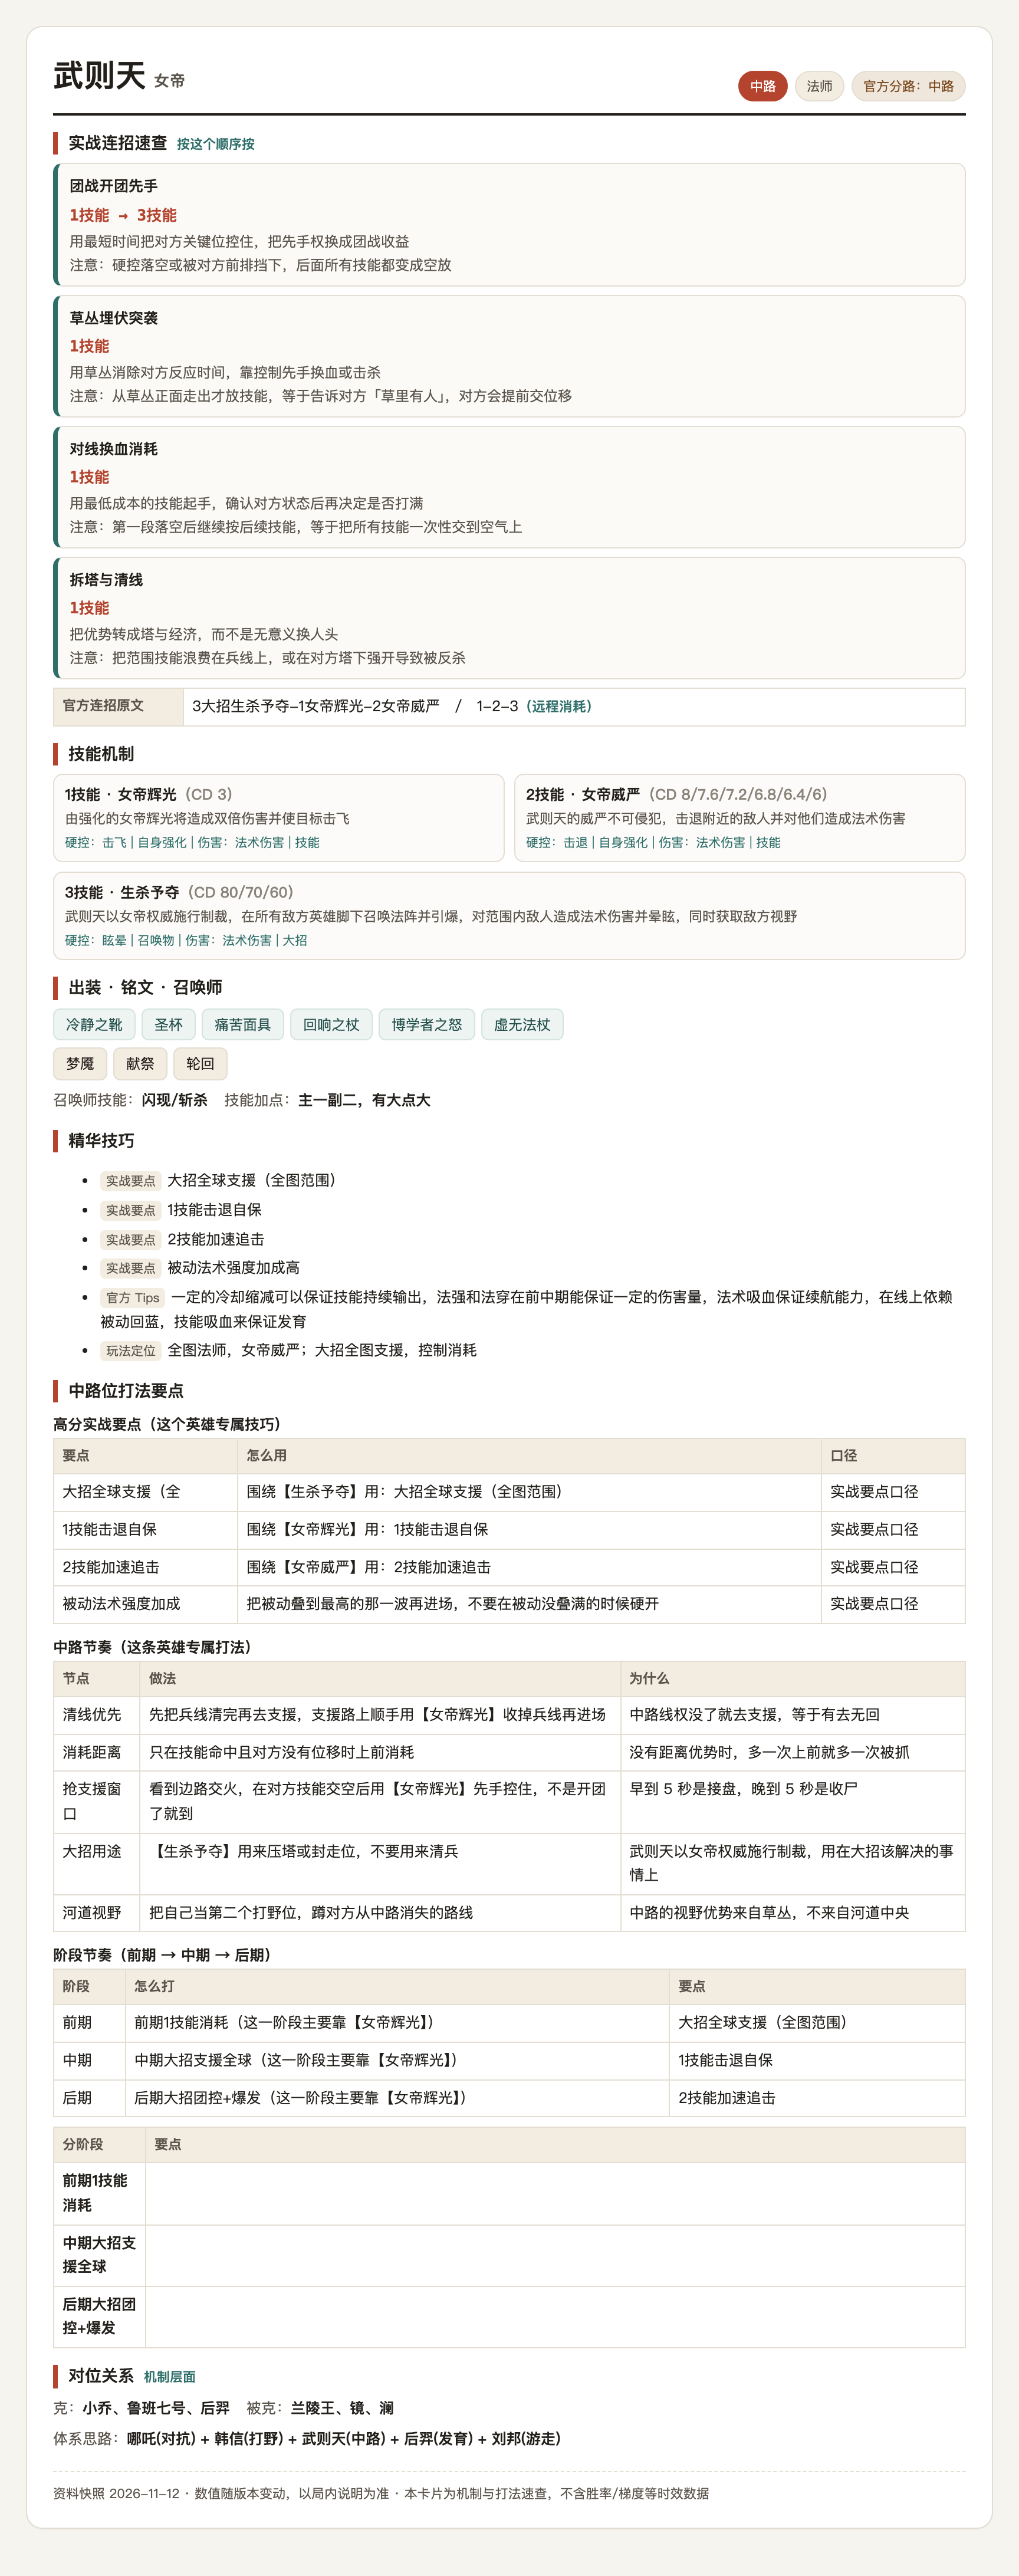 武则天 女帝
中路 法师 官方分路：中路
实战连招速查 按这个顺序按
团战开团先手
1技能 → 3技能
用最短时间把对方关键位控住，把先手权换成团战收益
注意：硬控落空或被对方前排挡下，后面所有技能都变成空放
草丛埋伏突袭
1技能
用草丛消除对方反应时间，靠控制先手换血或击杀
注意：从草丛正面走出才放技能，等于告诉对方「草里有人」，对方会提前交位移
对线换血消耗
1技能
用最低成本的技能起手，确认对方状态后再决定是否打满
注意：第一段落空后继续按后续技能，等于把所有技能一次性交到空气上
拆塔与清线
1技能
把优势转成塔与经济，而不是无意义换人头
注意：把范围技能浪费在兵线上，或在对方塔下强开导致被反杀
官方连招原文 3大招生杀予夺-1女帝辉光-2女帝威严 / 1-2-3（远程消耗）
技能机制
1技能 · 女帝辉光（CD 3）
由强化的女帝辉光将造成双倍伤害并使目标击飞
硬控：击飞 | 自身强化 | 伤害：法术伤害 | 技能
2技能 · 女帝威严（CD 8/7.6/7.2/6.8/6.4/6）
武则天的威严不可侵犯，击退附近的敌人并对他们造成法术伤害
硬控：击退 | 自身强化 | 伤害：法术伤害 | 技能
3技能 · 生杀予夺（CD 80/70/60）
武则天以女帝权威施行制裁，在所有敌方英雄脚下召唤法阵并引爆，对范围内敌人造成法术伤害并晕眩，同时获取敌方视野
硬控：眩晕 | 召唤物 | 伤害：法术伤害 | 大招
出装 · 铭文 · 召唤师
冷静之靴 圣杯 痛苦面具 回响之杖 博学者之怒 虚无法杖
梦魇 献祭 轮回
召唤师技能：闪现/斩杀 技能加点：主一副二，有大点大
精华技巧
• 实战要点 大招全球支援（全图范围）
• 实战要点 1技能击退自保
• 实战要点 2技能加速追击
• 实战要点 被动法术强度加成高
• 官方 Tips 一定的冷却缩减可以保证技能持续输出，法强和法穿在前中期能保证一定的伤害量，法术吸血保证续航能力，在线上依赖
被动回蓝，技能吸血来保证发育
• 玩法定位 全图法师，女帝威严；大招全图支援，控制消耗
中路位打法要点
高分实战要点（这个英雄专属技巧）
要点 怎么用 口径
大招全球支援（全 围绕【生杀予夺】用：大招全球支援（全图范围） 实战要点口径
1技能击退自保 围绕【女帝辉光】用：1技能击退自保 实战要点口径
2技能加速追击 围绕【女帝威严】用：2技能加速追击 实战要点口径
被动法术强度加成 把被动叠到最高的那一波再进场，不要在被动没叠满的时候硬开 实战要点口径
中路节奏（这条英雄专属打法）
节点 做法 为什么
清线优先 先把兵线清完再去支援，支援路上顺手用【女帝辉光】收掉兵线再进场 中路线权没了就去支援，等于有去无回
消耗距离 只在技能命中且对方没有位移时上前消耗 没有距离优势时，多一次上前就多一次被抓
抢支援窗
口 看到边路交火，在对方技能交空后用【女帝辉光】先手控住，不是开团
了就到 早到 5 秒是接盘，晚到 5 秒是收尸
大招用途 【生杀予夺】用来压塔或封走位，不要用来清兵 武则天以女帝权威施行制裁，用在大招该解决的事
情上
河道视野 把自己当第二个打野位，蹲对方从中路消失的路线 中路的视野优势来自草丛，不来自河道中央
阶段节奏（前期 → 中期 → 后期）
阶段 怎么打 要点
前期 前期1技能消耗（这一阶段主要靠【女帝辉光】） 大招全球支援（全图范围）
中期 中期大招支援全球（这一阶段主要靠【女帝辉光】） 1技能击退自保
后期 后期大招团控+爆发（这一阶段主要靠【女帝辉光】） 2技能加速追击
分阶段 要点
前期1技能
消耗
中期大招支
援全球
后期大招团
控+爆发
对位关系 机制层面
克：小乔、鲁班七号、后羿 被克：兰陵王、镜、澜
体系思路：哪吒(对抗) + 韩信(打野) + 武则天(中路) + 后羿(发育) + 刘邦(游走)
资料快照 2026-11-12 · 数值随版本变动，以局内说明为准 · 本卡片为机制与打法速查，不含胜率/梯度等时效数据